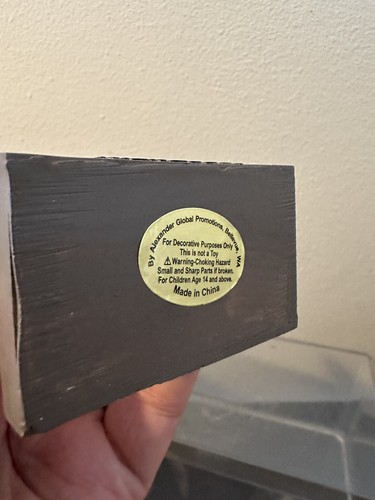 By Alexander Global Promotions, Bellevue, WA
For Decorative Purposes Only
This is not a Toy
⚠Warning-Choking Hazard
Small and Sharp Parts if broken.
For Children Age 14 and above.
Made in China